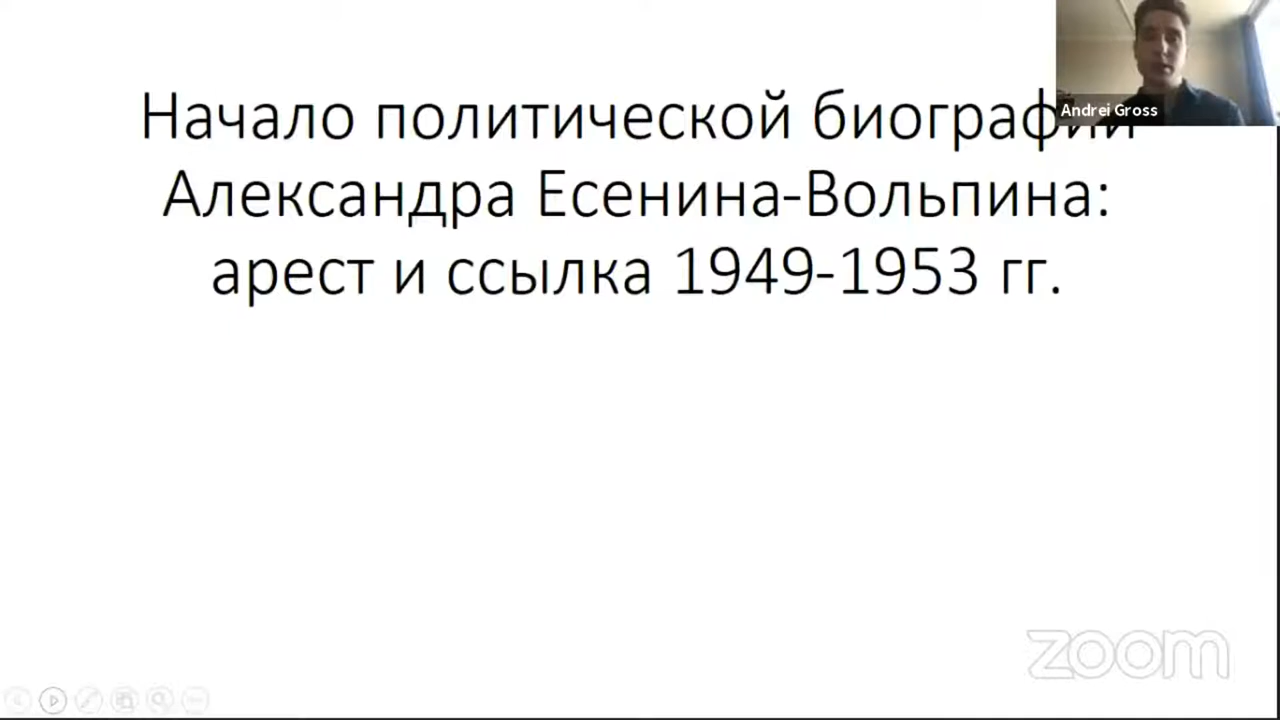 Начало политической биографии
Александра Есенина-Вольпина:
арест и ссылка 1949-1953 гг.
Andrei Gross
zoom